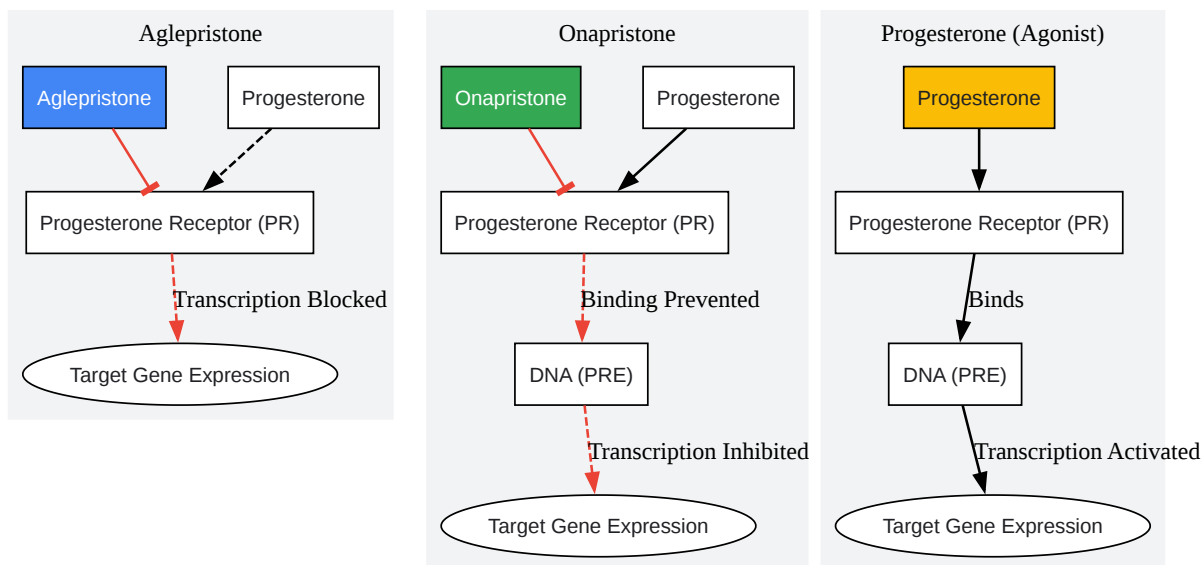 Aglepristone
Aglepristone
Progesterone
Progesterone Receptor (PR)
Transcription Blocked
Target Gene Expression
Onapristone
Onapristone
Progesterone
Progesterone Receptor (PR)
Binding Prevented
DNA (PRE)
Transcription Inhibited
Target Gene Expression
Progesterone (Agonist)
Progesterone
Progesterone Receptor (PR)
Binds
DNA (PRE)
Transcription Activated
Target Gene Expression